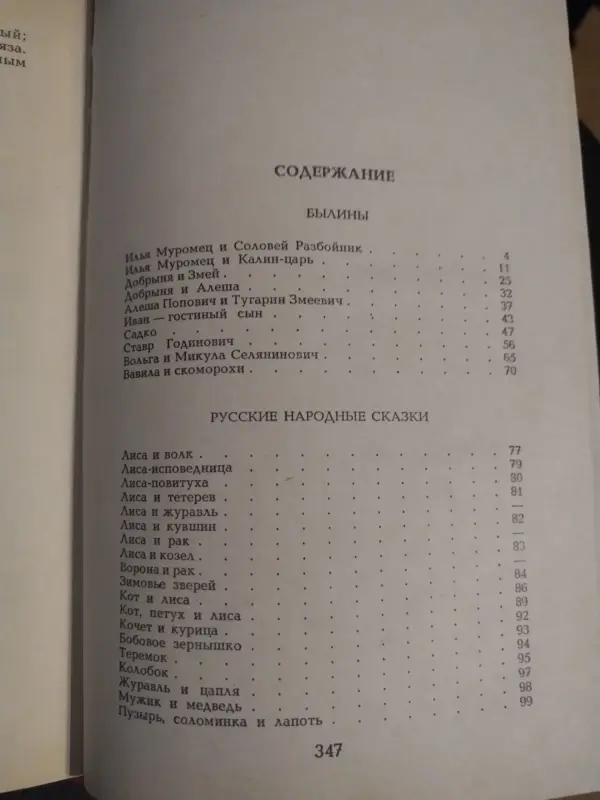 ый;
яза.
ным
СОДЕРЖАНИЕ
БЫЛИНЫ
Илья Муромец и Соловей Разбойник . . . . . 4
Илья Муромец и Калин-царь . . . . . 11
Добрыня и Змей . . . . . 25
Добрыня и Алеша . . . . . 32
Алеша Попович и Тугарин Змеевич . . . . . 37
Иван — гостиный сын . . . . . 43
Садко . . . . . 47
Ставр Годинович . . . . . 56
Вольга и Микула Селянинович . . . . . 65
Вавила и скоморохи . . . . . 70
РУССКИЕ НАРОДНЫЕ СКАЗКИ
Лиса и волк . . . . . 77
Лиса-исповедница . . . . . 79
Лиса-повитуха . . . . . 80
Лиса и тетерев . . . . . 81
Лиса и журавль . . . . . —
Лиса и кувшин . . . . . 82
Лиса и рак . . . . . —
Лиса и козел . . . . . 83
Ворона и рак . . . . . —
Зимовье зверей . . . . . 84
Кот и лиса . . . . . 86
Кот, петух и лиса . . . . . 89
Кочет и курица . . . . . 92
Бобовое зернышко . . . . . 93
Теремок . . . . . 94
Колобок . . . . . 95
Журавль и цапля . . . . . 97
Мужик и медведь . . . . . 98
Пузырь, соломинка и лапоть . . . . . 99
347